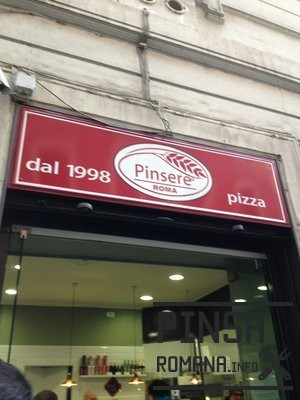 dal 1998
Pinsere
ROMA
pizza
PINSA
ROMANA.INFO